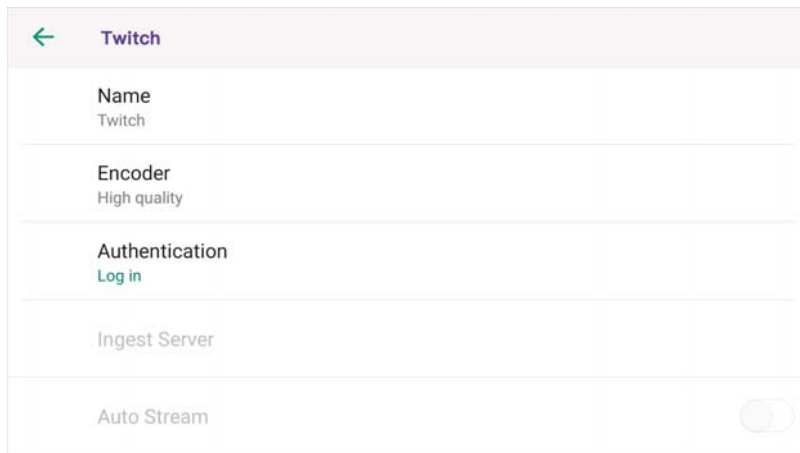 Twitch
Name
Twitch
Encoder
High quality
Authentication
Log in
Ingest Server
Auto Stream